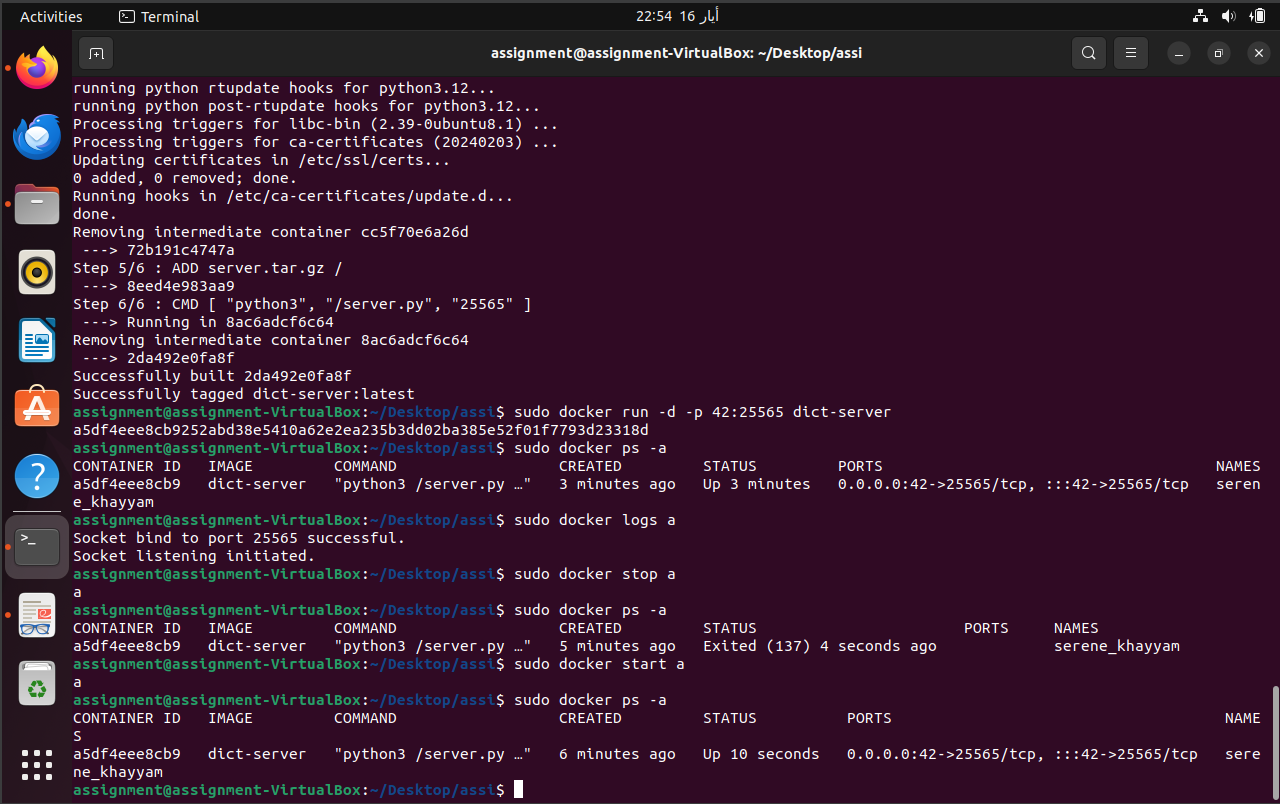 Activities
Terminal
22:54 16 أيار
assignment@assignment-VirtualBox: ~/Desktop/assi
running python rtupdate hooks for python3.12...
running python post-rtupdate hooks for python3.12...
Processing triggers for libc-bin (2.39-0ubuntu8.1) ...
Processing triggers for ca-certificates (20240203) ...
Updating certificates in /etc/ssl/certs...
0 added, 0 removed; done.
Running hooks in /etc/ca-certificates/update.d...
done.
Removing intermediate container cc5f70e6a26d
 ---> 72b191c4747a
Step 5/6 : ADD server.tar.gz /
 ---> 8eed4e983aa9
Step 6/6 : CMD [ "python3", "/server.py", "25565" ]
 ---> Running in 8ac6adcf6c64
Removing intermediate container 8ac6adcf6c64
 ---> 2da492e0fa8f
Successfully built 2da492e0fa8f
Successfully tagged dict-server:latest
assignment@assignment-VirtualBox:~/Desktop/assi$ sudo docker run -d -p 42:25565 dict-server
a5df4eee8cb9252abd38e5410a62e2ea235b3dd02ba385e52f01f7793d23318d
assignment@assignment-VirtualBox:~/Desktop/assi$ sudo docker ps -a
CONTAINER ID   IMAGE         COMMAND                  CREATED         STATUS         PORTS                                     NAMES
a5df4eee8cb9   dict-server   "python3 /server.py …"   3 minutes ago   Up 3 minutes   0.0.0.0:42->25565/tcp, :::42->25565/tcp   seren
e_khayyam
assignment@assignment-VirtualBox:~/Desktop/assi$ sudo docker logs a
Socket bind to port 25565 successful.
Socket listening initiated.
assignment@assignment-VirtualBox:~/Desktop/assi$ sudo docker stop a
a
assignment@assignment-VirtualBox:~/Desktop/assi$ sudo docker ps -a
CONTAINER ID   IMAGE         COMMAND                  CREATED         STATUS                       PORTS     NAMES
a5df4eee8cb9   dict-server   "python3 /server.py …"   5 minutes ago   Exited (137) 4 seconds ago             serene_khayyam
assignment@assignment-VirtualBox:~/Desktop/assi$ sudo docker start a
a
assignment@assignment-VirtualBox:~/Desktop/assi$ sudo docker ps -a
CONTAINER ID   IMAGE         COMMAND                  CREATED         STATUS          PORTS                                     NAME
S
a5df4eee8cb9   dict-server   "python3 /server.py …"   6 minutes ago   Up 10 seconds   0.0.0.0:42->25565/tcp, :::42->25565/tcp   sere
ne_khayyam
assignment@assignment-VirtualBox:~/Desktop/assi$